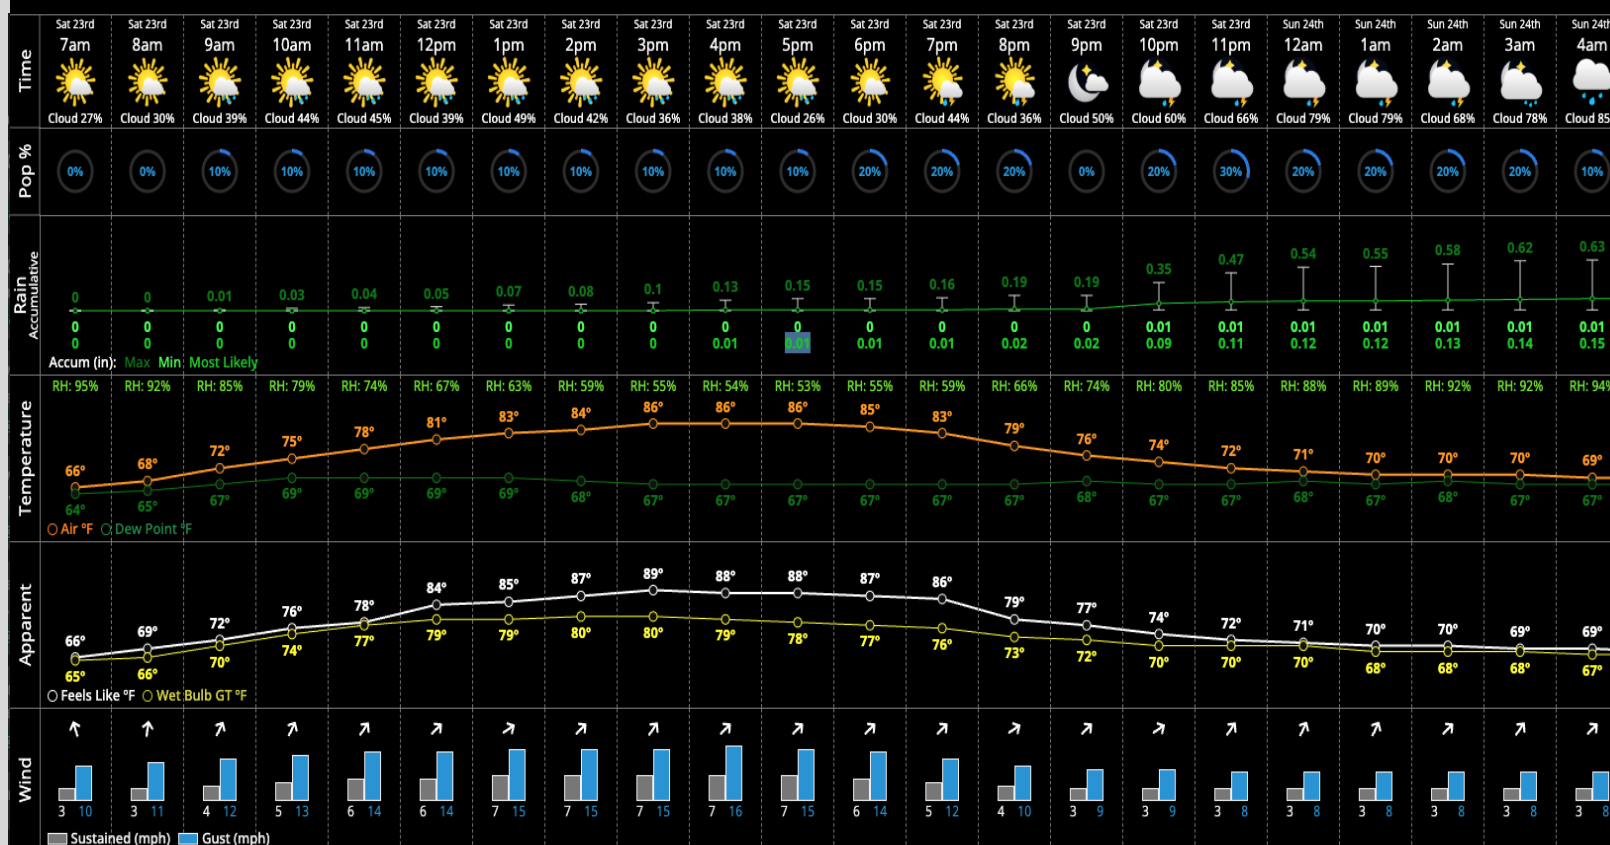 Time
Sat 23rd Sat 23rd Sat 23rd Sat 23rd Sat 23rd Sat 23rd Sat 23rd Sat 23rd Sat 23rd Sat 23rd Sat 23rd Sat 23rd Sat 23rd Sat 23rd Sat 23rd Sat 23rd Sat 23rd Sun 24th Sun 24th Sun 24th Sun 24th Sun 24th
7am 8am 9am 10am 11am 12pm 1pm 2pm 3pm 4pm 5pm 6pm 7pm 8pm 9pm 10pm 11pm 12am 1am 2am 3am 4am
Cloud 27% Cloud 30% Cloud 39% Cloud 44% Cloud 45% Cloud 39% Cloud 49% Cloud 42% Cloud 36% Cloud 38% Cloud 26% Cloud 30% Cloud 44% Cloud 36% Cloud 50% Cloud 60% Cloud 66% Cloud 79% Cloud 79% Cloud 68% Cloud 78% Cloud 85
Pop %
0% 0% 10% 10% 10% 10% 10% 10% 10% 10% 10% 20% 20% 20% 0% 20% 30% 20% 20% 20% 20% 10%
Rain
Accumulative
0 0 0.01 0.03 0.04 0.05 0.07 0.08 0.1 0.13 0.15 0.15 0.16 0.19 0.19 0.35 0.47 0.54 0.55 0.58 0.62 0.63
0 0 0 0 0 0 0 0 0 0 0 0 0 0 0 0.01 0.01 0.01 0.01 0.01 0.01 0.01
0 0 0 0 0 0 0 0 0 0.01 0.01 0.01 0.01 0.02 0.02 0.09 0.11 0.12 0.12 0.13 0.14 0.15
Accum (in): Max Min Most Likely
Temperature
RH: 95% RH: 92% RH: 85% RH: 79% RH: 74% RH: 67% RH: 63% RH: 59% RH: 55% RH: 54% RH: 53% RH: 55% RH: 59% RH: 66% RH: 74% RH: 80% RH: 85% RH: 88% RH: 89% RH: 92% RH: 92% RH: 94%
66° 68° 72° 75° 78° 81° 83° 84° 86° 86° 86° 85° 83° 79° 76° 74° 72° 71° 70° 70° 70° 69°
64° 65° 67° 69° 69° 69° 69° 68° 67° 67° 67° 67° 67° 67° 68° 67° 67° 68° 67° 68° 67° 67°
Air °F Dew Point °F
Apparent
66° 69° 72° 76° 78° 84° 85° 87° 89° 88° 88° 87° 86° 79° 77° 74° 72° 71° 70° 70° 69° 69°
65° 66° 70° 74° 77° 79° 79° 80° 80° 79° 78° 77° 76° 73° 72° 70° 70° 70° 68° 68° 68° 67°
Feels Like °F Wet Bulb GT °F
Wind
3 10 3 11 4 12 5 13 6 14 6 14 7 15 7 15 7 15 7 16 7 15 6 14 5 12 4 10 3 9 3 9 3 8 3 8 3 8 3 8 3 8 3 8
Sustained (mph) Gust (mph)